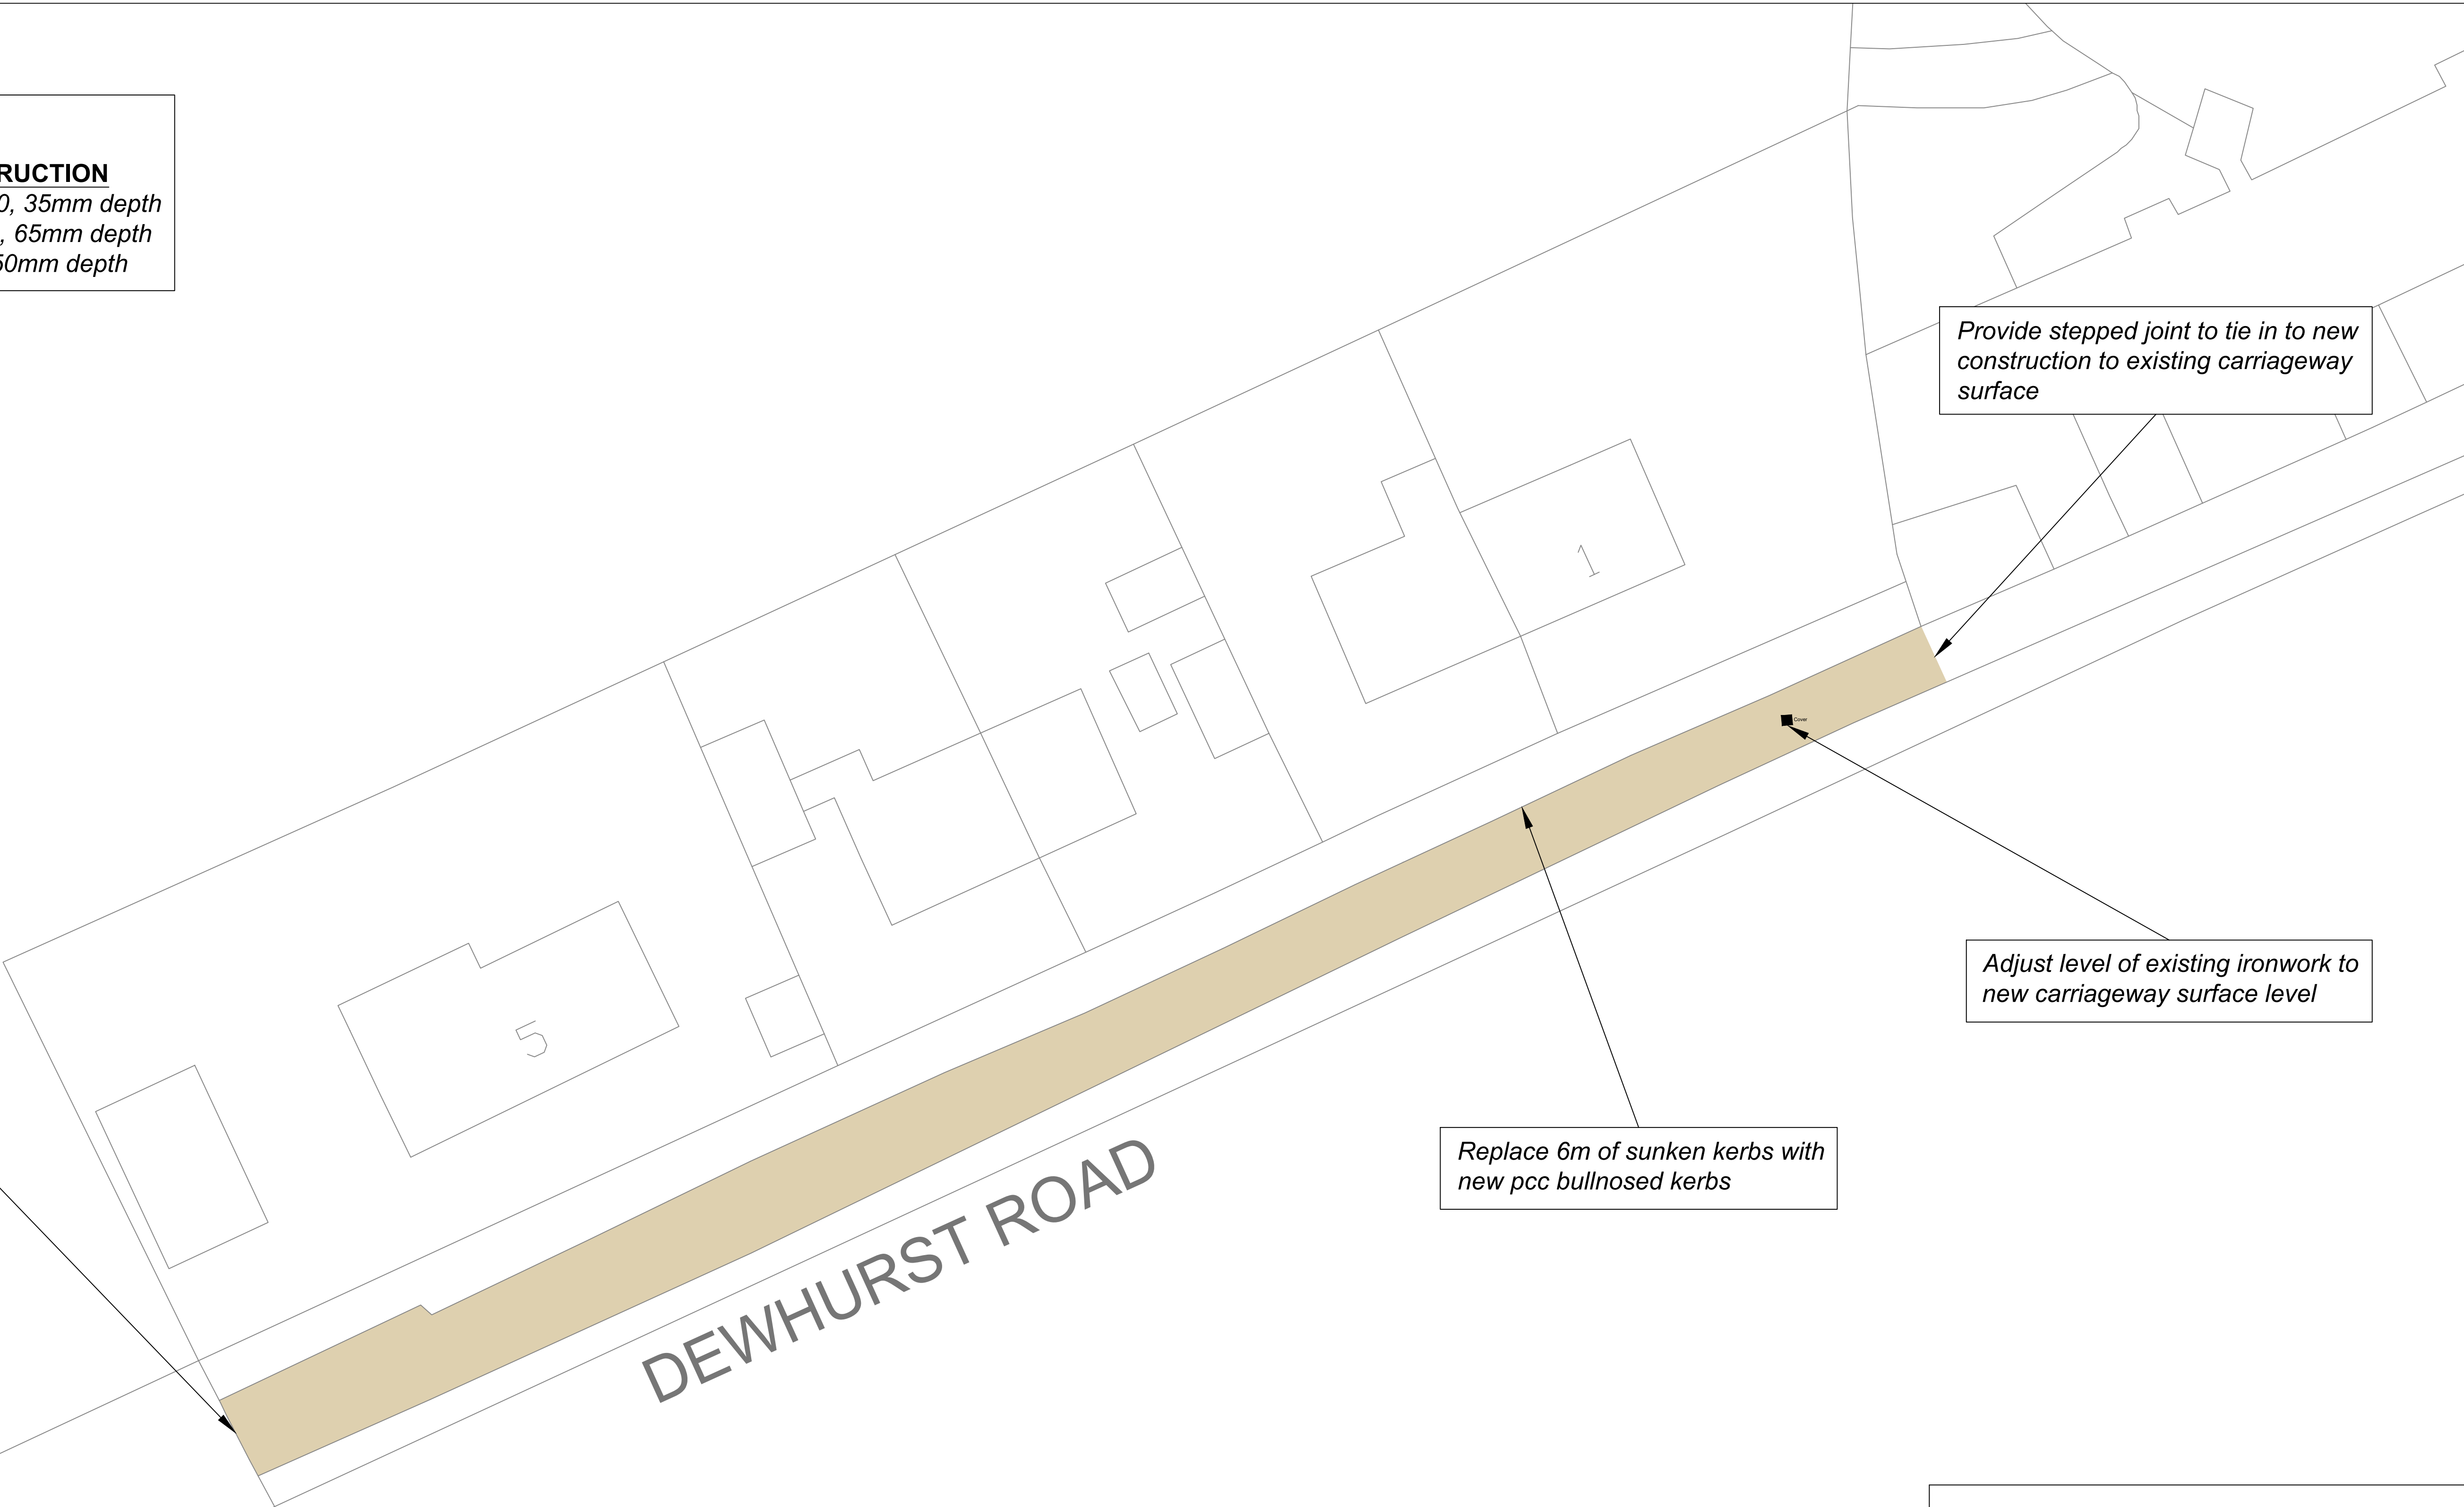 RUCTION
0, 35mm depth
, 65mm depth
50mm depth
Provide stepped joint to tie in to new
construction to existing carriageway
surface
1
Cover
Adjust level of existing ironwork to
new carriageway surface level
5
Replace 6m of sunken kerbs with
new pcc bullnosed kerbs
DEWHURST ROAD